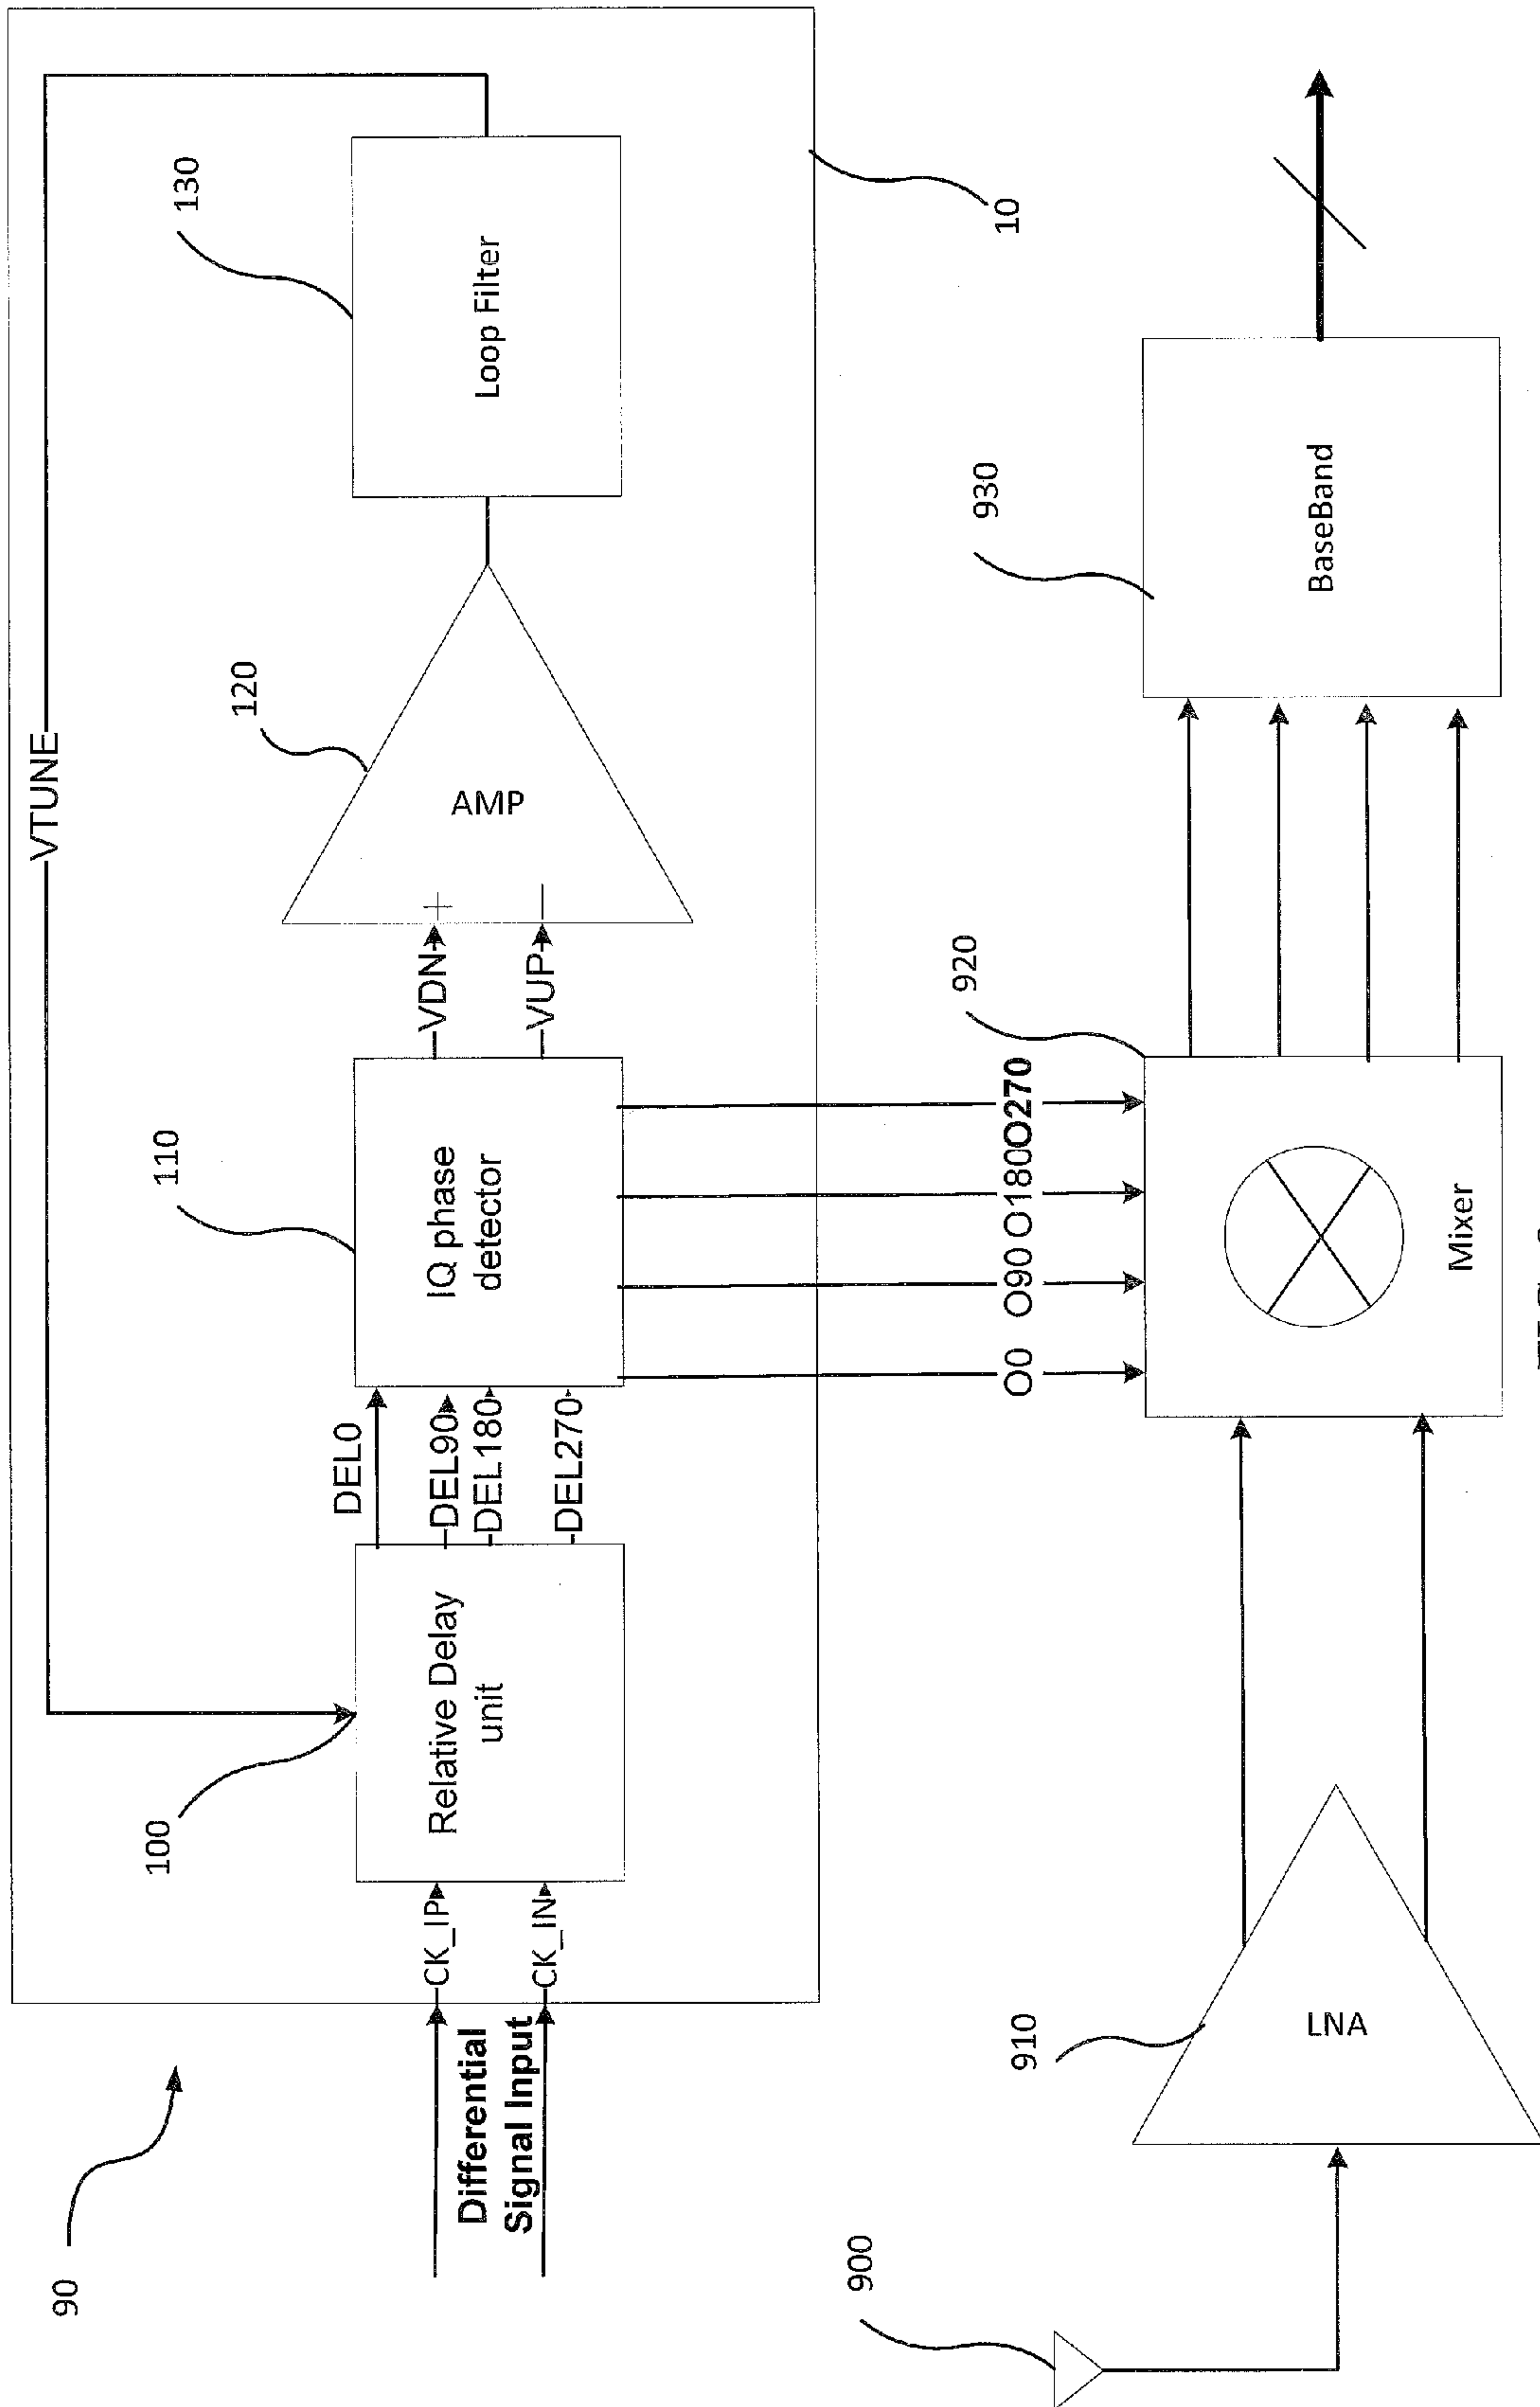 90
VTUNE
100
110
120
130
Differential
Signal Input
CK_IP
CK_IN
Relative Delay
unit
DEL0
DEL90
DEL180
DEL270
IQ phase
detector
VDN
VUP
+
−
AMP
Loop Filter
10
O0
O90
O180
O270
900
910
LNA
920
Mixer
930
BaseBand